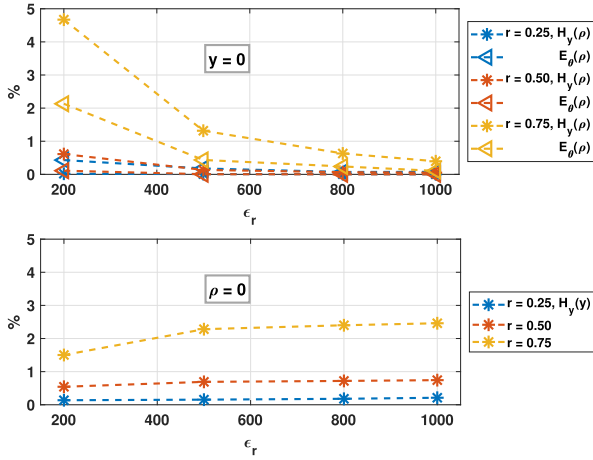 5
4
3
2
1
0
%
y = 0
200
400
600
800
1000
ϵr
r = 0.25, Hy(ρ)
Eθ(ρ)
r = 0.50, Hy(ρ)
Eθ(ρ)
r = 0.75, Hy(ρ)
Eθ(ρ)
5
4
3
2
1
0
%
ρ = 0
200
400
600
800
1000
ϵr
r = 0.25, Hy(y)
r = 0.50
r = 0.75